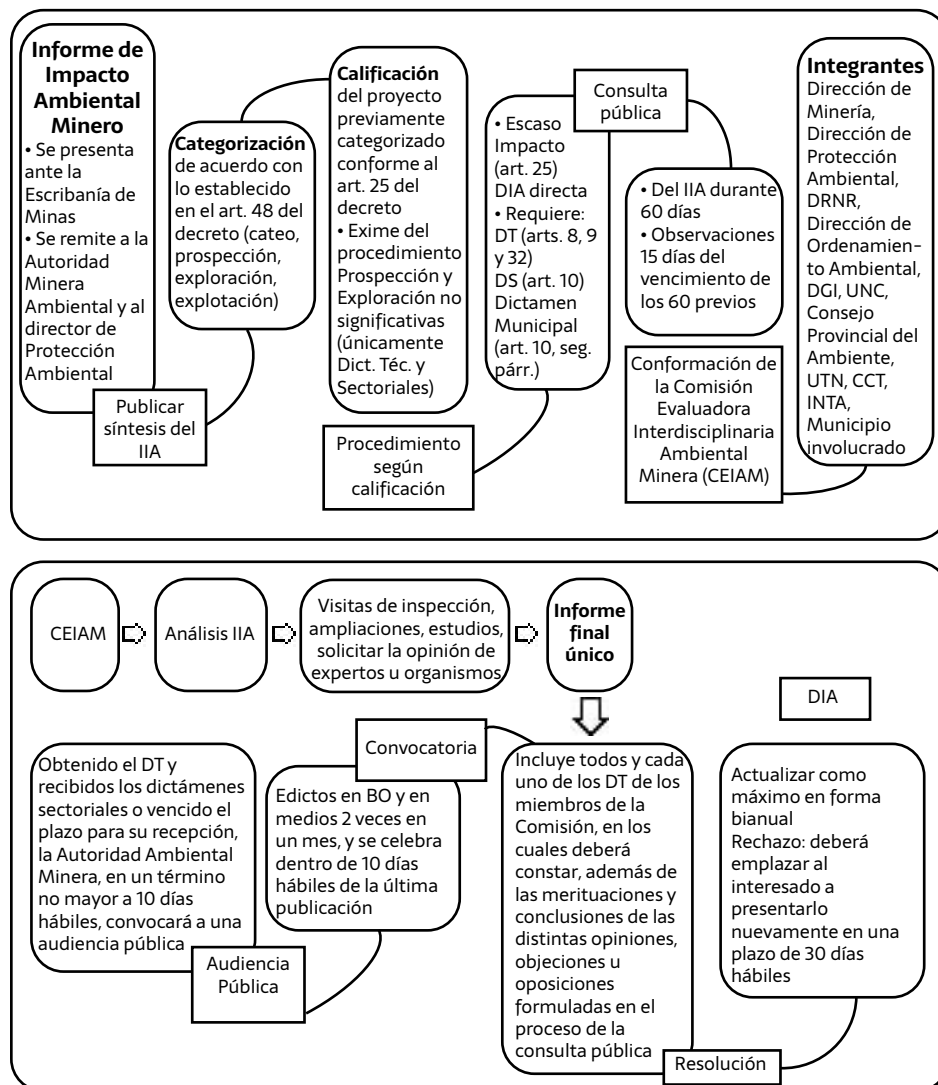 Informe de
Impacto
Ambiental
Minero
• Se presenta
ante la
Escribanía de
Minas
• Se remite a la
Autoridad
Minera
Ambiental y al
director de
Protección
Ambiental
Publicar
síntesis del
IIA
Categorización
de acuerdo con
lo establecido
en el art. 48 del
decreto (cateo,
prospección,
exploración,
explotación)
Calificación
del proyecto
previamente
categorizado
conforme al
art. 25 del
decreto
• Exime del
procedimiento
Prospección y
Exploración no
significativas
(únicamente
Dict. Téc. y
Sectoriales)
Procedimiento
según
calificación
• Escaso
Impacto
(art. 25)
DIA directa
• Requiere:
DT (arts. 8, 9
y 32)
DS (art. 10)
Dictamen
Municipal
(art. 10, seg.
párr.)
Consulta
pública
• Del IIA durante
60 días
• Observaciones
15 días del
vencimiento de
los 60 previos
Conformación de
la Comisión
Evaluadora
Interdisciplinaria
Ambiental
Minera (CEIAM)
Integrantes
Dirección de
Minería,
Dirección de
Protección
Ambiental,
DRNR,
Dirección de
Ordenamien-
to Ambiental,
DGI, UNC,
Consejo
Provincial del
Ambiente,
UTN, CCT,
INTA,
Municipio
involucrado
CEIAM
Análisis IIA
Visitas de inspección,
ampliaciones, estudios,
solicitar la opinión de
expertos u organismos
Informe
final
único
Obtenido el DT y
recibidos los dictámenes
sectoriales o vencido el
plazo para su recepción,
la Autoridad Ambiental
Minera, en un término
no mayor a 10 días
hábiles, convocará a una
audiencia pública
Audiencia
Pública
Convocatoria
Edictos en BO y en
medios 2 veces en
un mes, y se celebra
dentro de 10 días
hábiles de la última
publicación
Incluye todos y cada
uno de los DT de los
miembros de la
Comisión, en los
cuales deberá
constar, además de
las merituaciones y
conclusiones de las
distintas opiniones,
objeciones u
oposiciones
formuladas en el
proceso de la
consulta pública
Resolución
DIA
Actualizar como
máximo en forma
bianual
Rechazo: deberá
emplazar al
interesado a
presentarlo
nuevamente en una
plazo de 30 días
hábiles